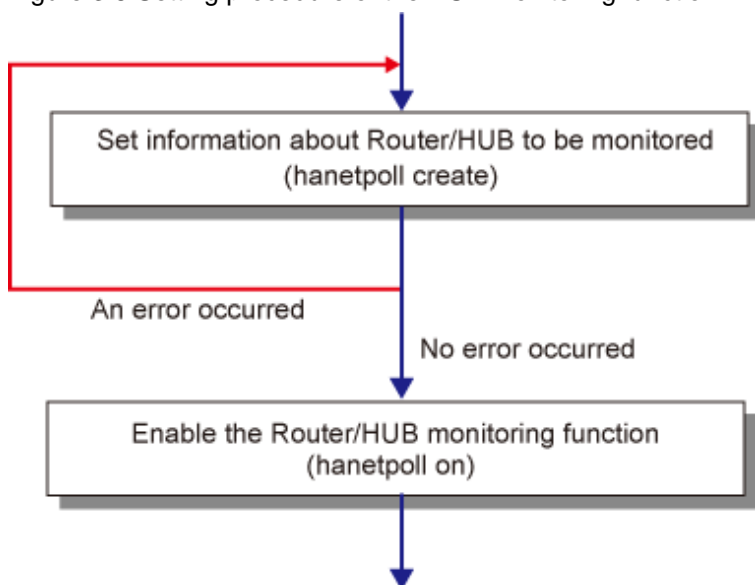 Set information about Router/HUB to be monitored
(hanetpoll create)
An error occurred
No error occurred
Enable the Router/HUB monitoring function
(hanetpoll on)